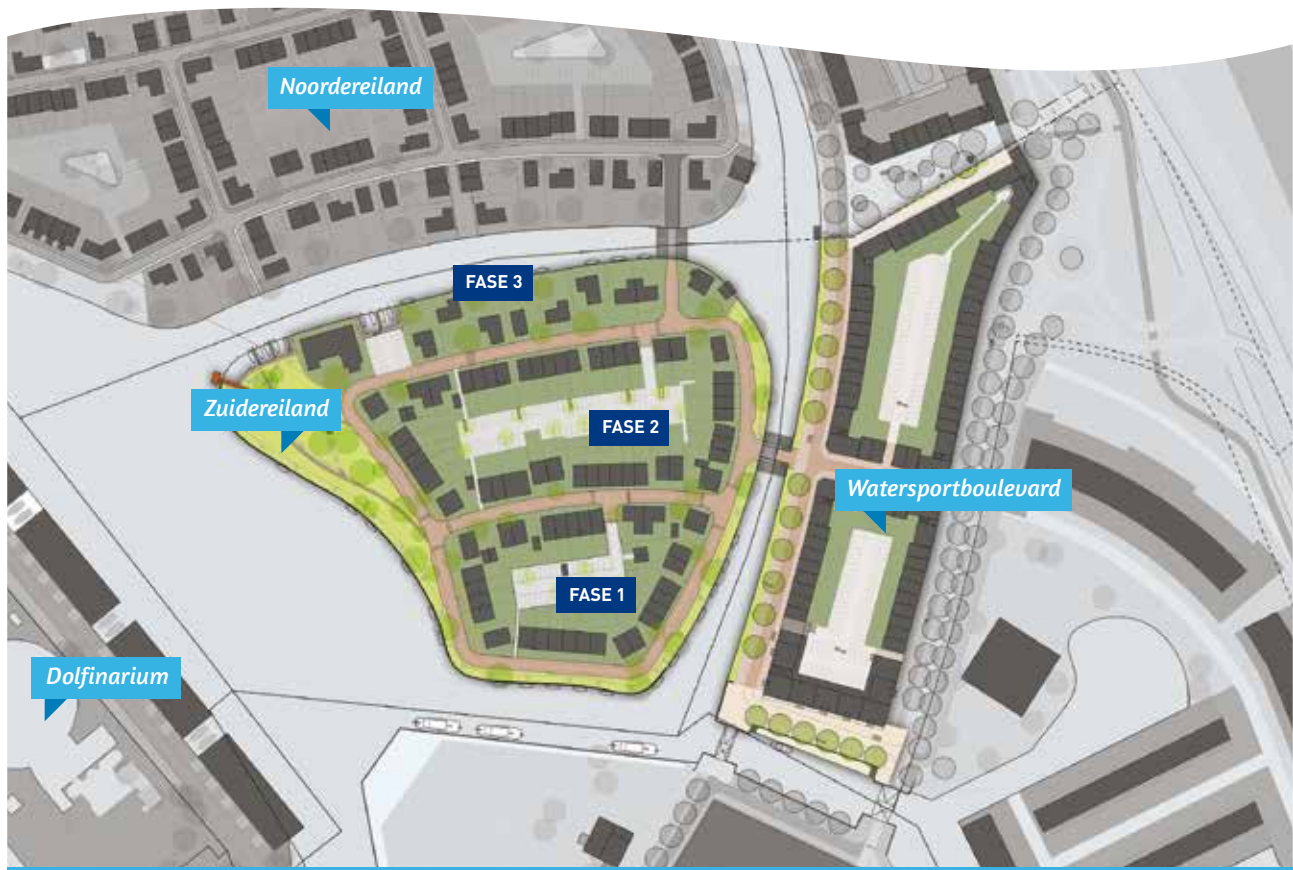 Noordereiland
FASE 3
Zuidereiland
FASE 2
Watersportboulevard
FASE 1
Dolfinarium